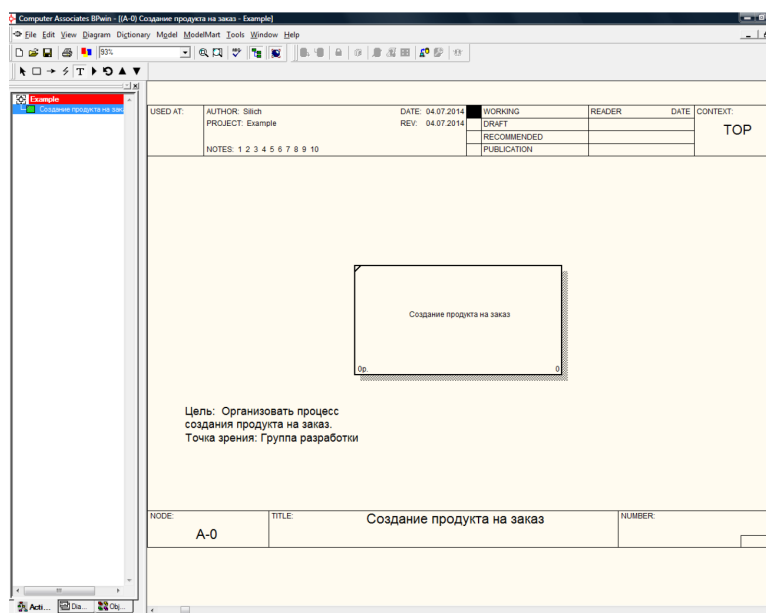 Computer Associates BPwin - [(A-0) Создание продукта на заказ - Example]
File Edit View Diagram Dictionary Model ModelMart Tools Window Help
93%
Example
Создание продукта на зак
USED AT: AUTHOR: Silich DATE: 04.07.2014 WORKING READER DATE CONTEXT:
PROJECT: Example REV: 04.07.2014 DRAFT
TOP
RECOMMENDED
NOTES: 1 2 3 4 5 6 7 8 9 10 PUBLICATION
Создание продукта на заказ
0р. 0
Цель: Организовать процесс
создания продукта на заказ.
Точка зрения: Группа разработки
NODE: TITLE: NUMBER:
A-0 Создание продукта на заказ
Acti... Dia... Obj...